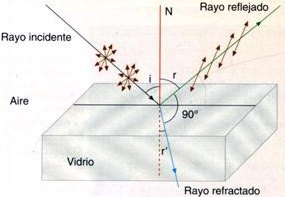 N
Rayo reflejado
Rayo incidente
i
r
Aire
90°
Vidrio
r'
Rayo refractado